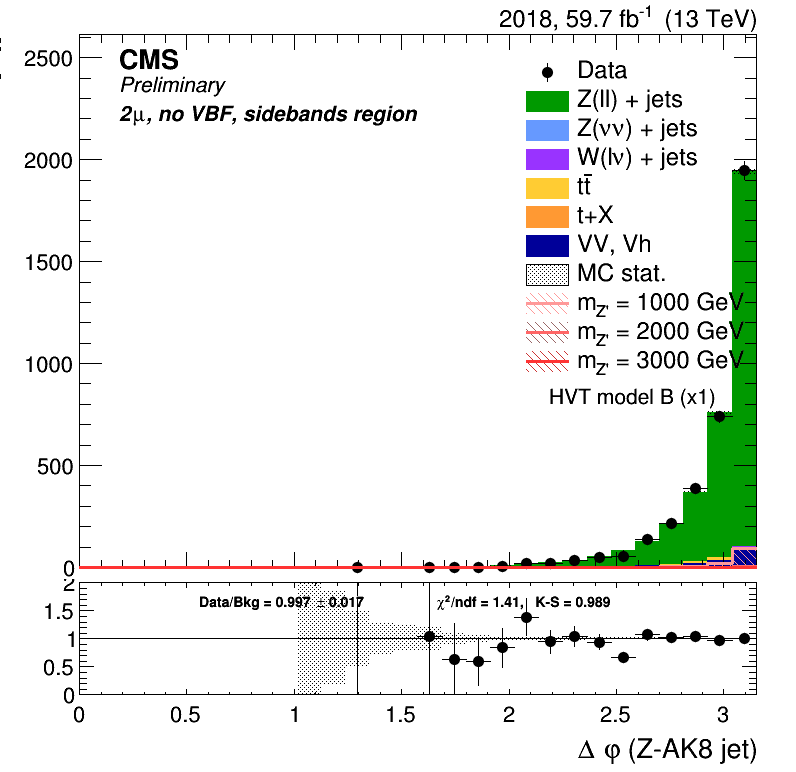 2018, 59.7 fb⁻¹ (13 TeV)
CMS
Preliminary
2μ, no VBF, sidebands region
Data
Z(ll) + jets
Z(νν) + jets
W(lν) + jets
tt̄
t+X
VV, Vh
MC stat.
m_Z' = 1000 GeV
m_Z' = 2000 GeV
m_Z' = 3000 GeV
HVT model B (x1)
2500
2000
1500
1000
500
0
Data/Bkg = 0.997 ± 0.017 χ²/ndf = 1.41, K-S = 0.989
2
1.5
1
0.5
0
0 0.5 1 1.5 2 2.5 3
Δ φ (Z-AK8 jet)